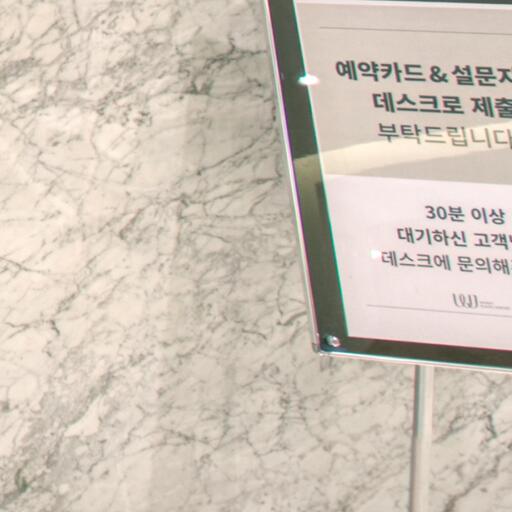 예약카드 & 설문지
데스크로 제출
부탁드립니다
30분 이상
대기하신 고객
데스크에 문의해